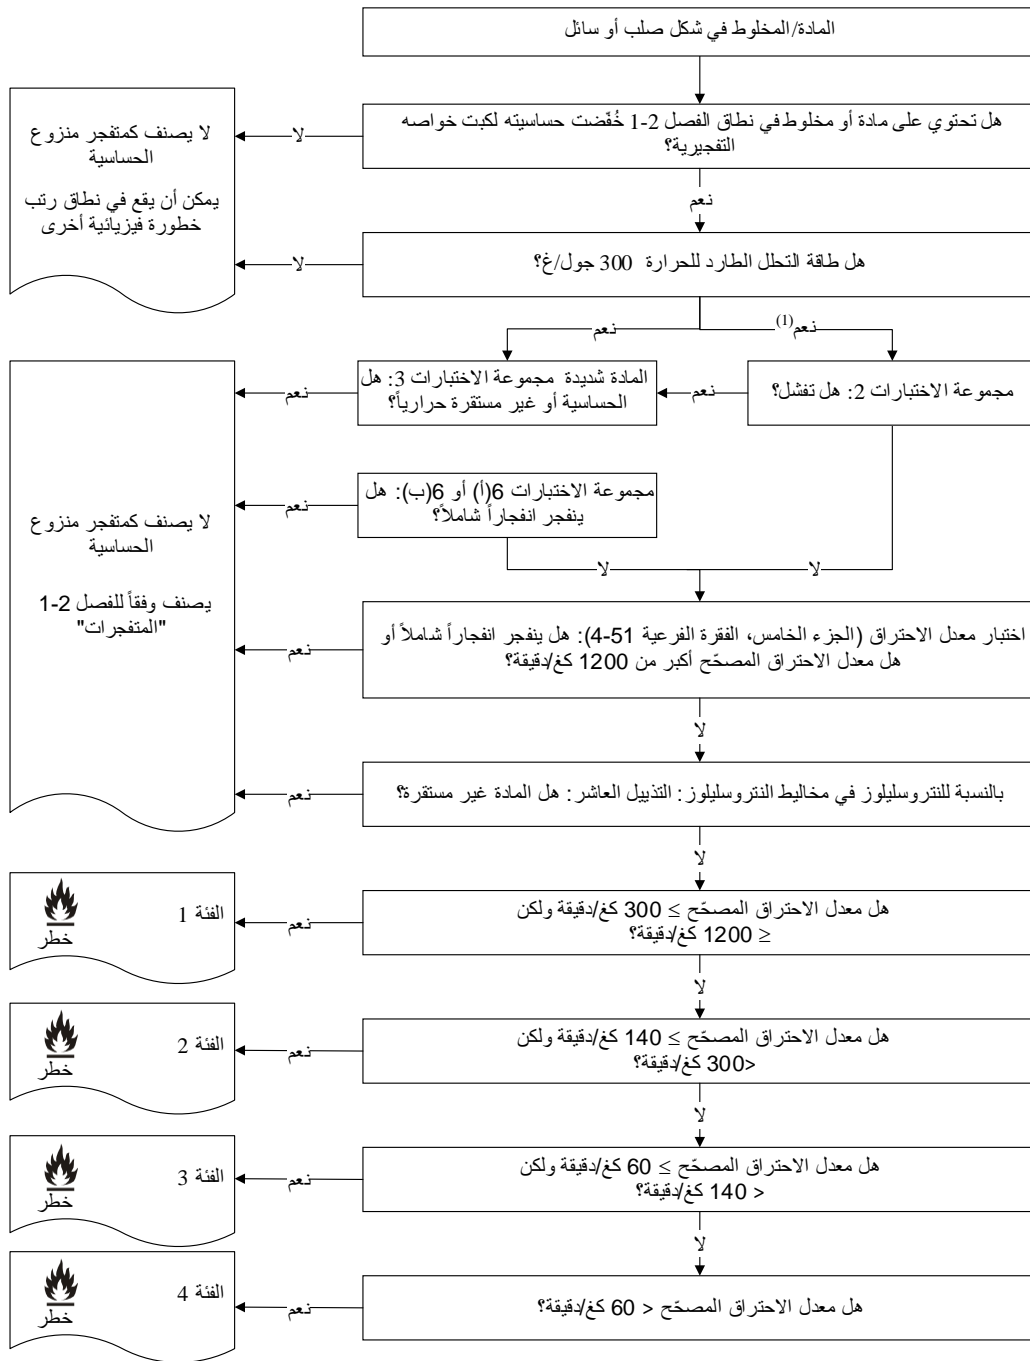 المادة/المخلوط في شكل صلب أو سائل
هل تحتوي على مادة أو مخلوط في نطاق الفصل 2-1 خُفّضت حساسيته لكبت خواصه
التفجيرية؟
لا
لا يصنف كمتفجر منزوع
الحساسية
يمكن أن يقع في نطاق رتب
خطورة فيزيائية أخرى
نعم
هل طاقة التحلل الطارد للحرارة 300 جول/غ؟
لا
نعم(1)
نعم
مجموعة الاختبارات 2: هل تفشل؟
نعم
المادة شديدة مجموعة الاختبارات 3: هل
الحساسية أو غير مستقرة حرارياً؟
نعم
مجموعة الاختبارات 6(أ) أو 6(ب): هل
ينفجر انفجاراً شاملاً؟
نعم
لا يصنف كمتفجر منزوع
الحساسية
يصنف وفقاً للفصل 2-1
"المتفجرات"
لا
لا
اختبار معدل الاحتراق (الجزء الخامس، الفقرة الفرعية 51-4): هل ينفجر انفجاراً شاملاً أو
هل معدل الاحتراق المصحّح أكبر من 1200 كغ/دقيقة؟
نعم
لا
بالنسبة للنتروسليلوز في مخاليط النتروسليلوز: التذييل العاشر: هل المادة غير مستقرة؟
نعم
لا
هل معدل الاحتراق المصحّح ≥ 300 كغ/دقيقة ولكن
≤ 1200 كغ/دقيقة؟
نعم
الفئة 1
خطر
لا
هل معدل الاحتراق المصحّح ≥ 140 كغ/دقيقة ولكن
<300 كغ/دقيقة؟
نعم
الفئة 2
خطر
لا
هل معدل الاحتراق المصحّح ≥ 60 كغ/دقيقة ولكن
< 140 كغ/دقيقة؟
نعم
الفئة 3
خطر
لا
هل معدل الاحتراق المصحّح < 60 كغ/دقيقة؟
نعم
الفئة 4
خطر